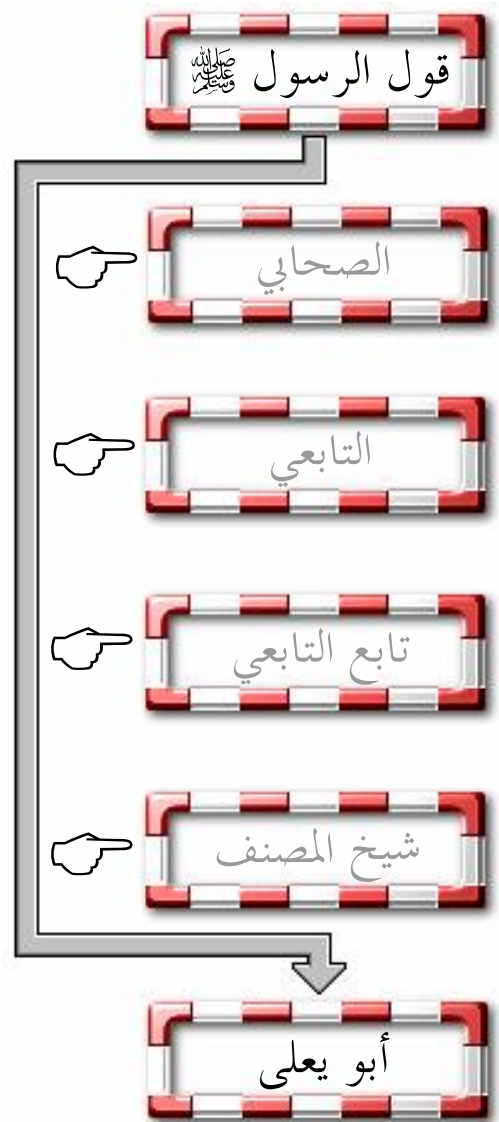 قول الرسول ﷺ
الصحابي
التابعي
تابع التابعي
شيخ المصنف
أبو يعلى